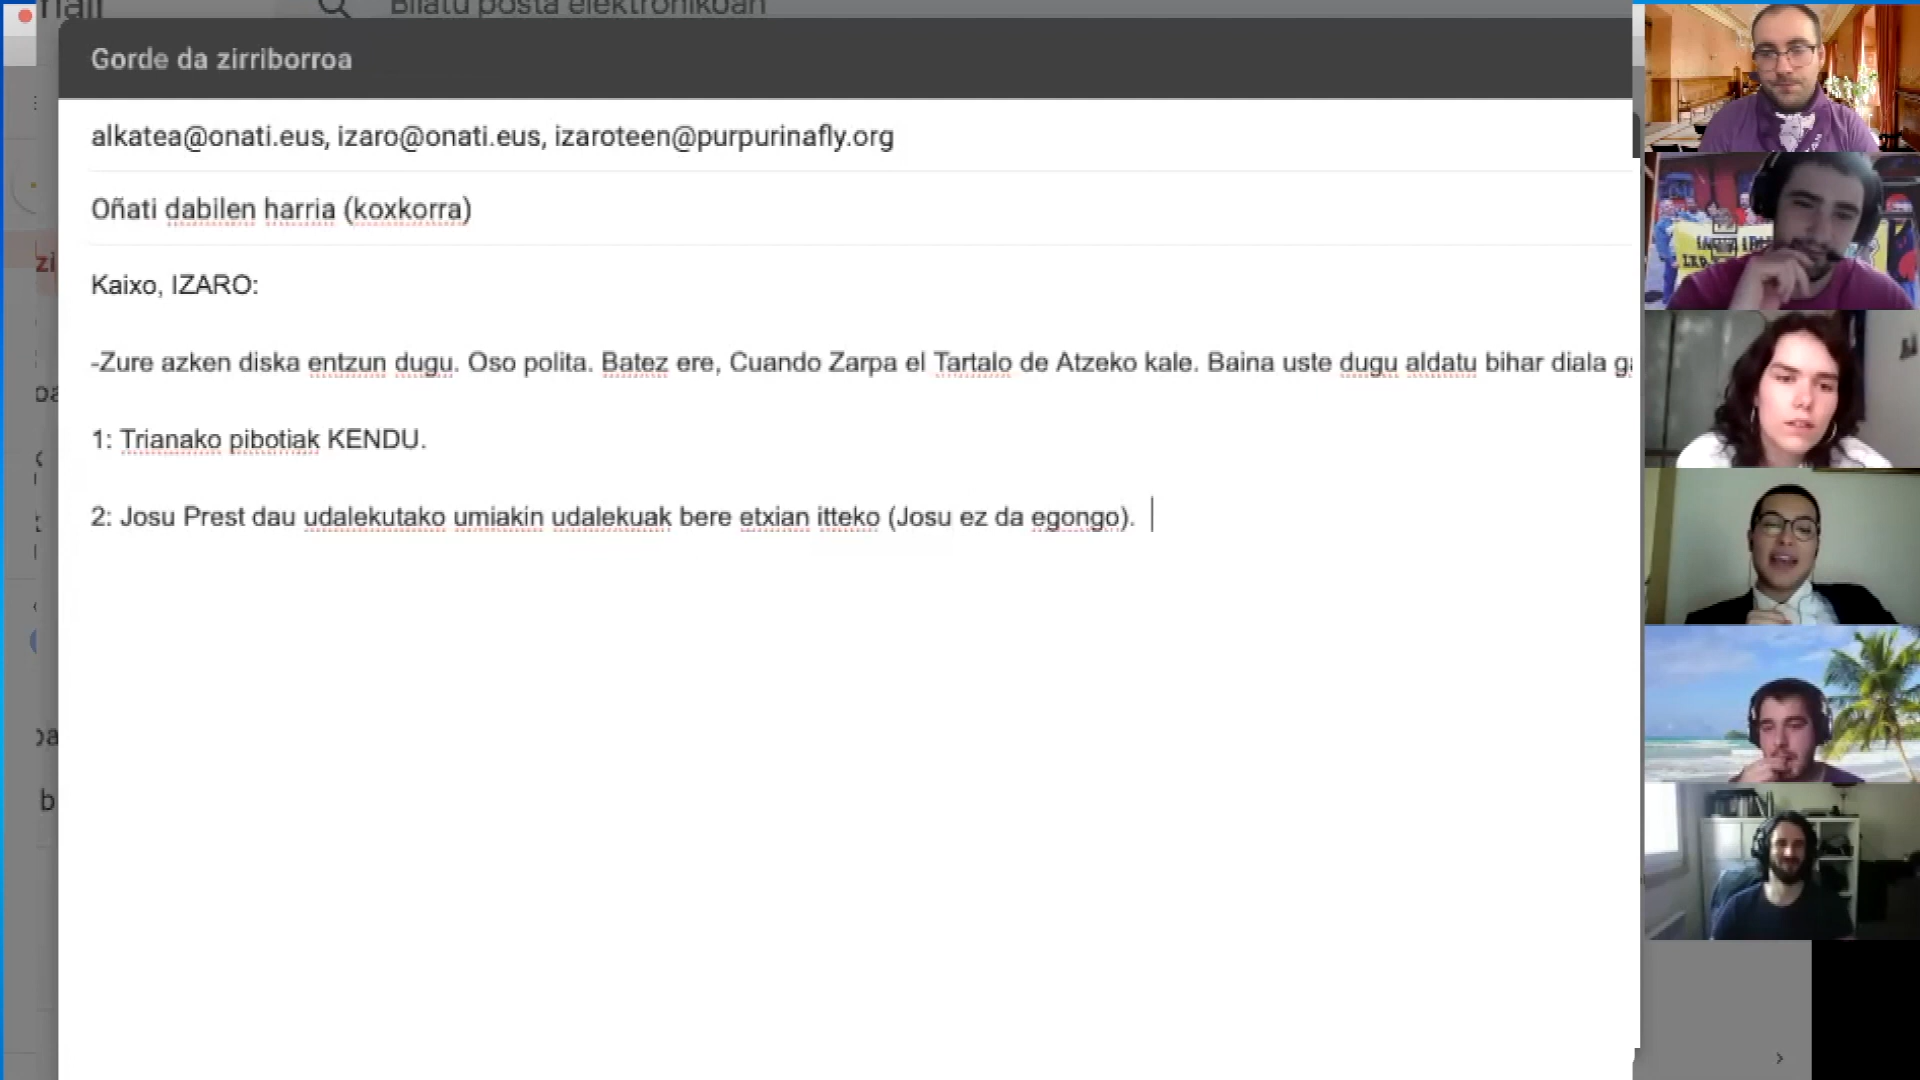 Bilatu posta elektronikoan
Gorde da zirriborroa
alkatea@onati.eus, izaro@onati.eus, izaroteen@purpurinafly.org
Oñati dabilen harria (koxkorra)
Kaixo, IZARO:
-Zure azken diska entzun dugu. Oso polita. Batez ere, Cuando Zarpa el Tartalo de Atzeko kale. Baina uste dugu aldatu bihar diala
1: Trianako pibotiak KENDU.
2: Josu Prest dau udalekutako umiakin udalekuak bere etxian itteko (Josu ez da egongo).